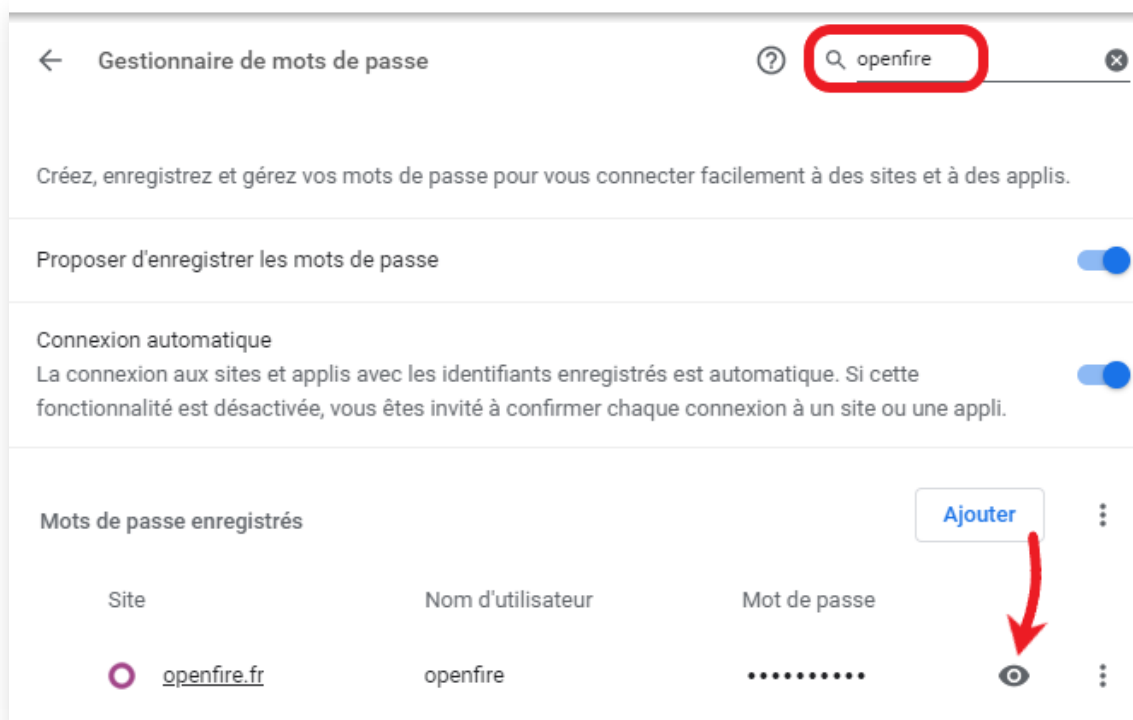 Gestionnaire de mots de passe
openfire
Créez, enregistrez et gérez vos mots de passe pour vous connecter facilement à des sites et à des applis.
Proposer d'enregistrer les mots de passe
Connexion automatique
La connexion aux sites et applis avec les identifiants enregistrés est automatique. Si cette
fonctionnalité est désactivée, vous êtes invité à confirmer chaque connexion à un site ou une appli.
Mots de passe enregistrés
Ajouter
Site Nom d'utilisateur Mot de passe
openfire.fr openfire ••••••••••